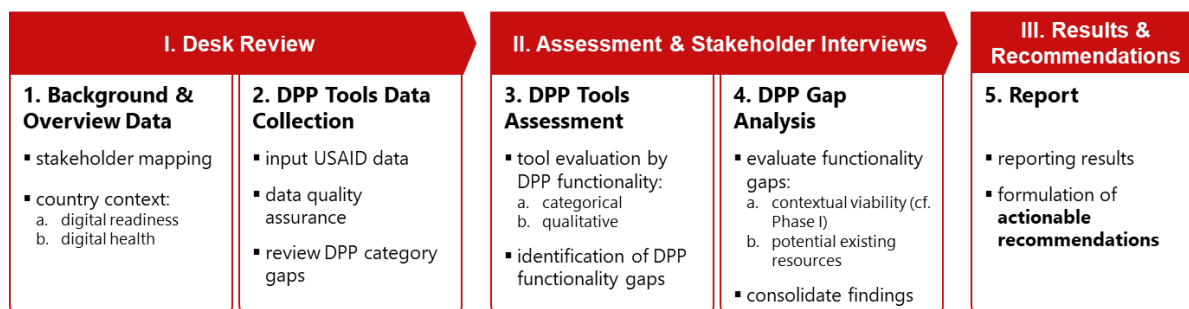 I. Desk Review
1. Background &
Overview Data
▪ stakeholder mapping
▪ country context:
a. digital readiness
b. digital health
2. DPP Tools Data
Collection
▪ input USAID data
▪ data quality
assurance
▪ review DPP category
gaps
II. Assessment & Stakeholder Interviews
3. DPP Tools
Assessment
▪ tool evaluation by
DPP functionality:
a. categorical
b. qualitative
▪ identification of DPP
functionality gaps
4. DPP Gap
Analysis
▪ evaluate functionality
gaps:
a. contextual viability (cf.
Phase I)
b. potential existing
resources
▪ consolidate findings
III. Results &
Recommendations
5. Report
▪ reporting results
▪ formulation of
actionable
recommendations